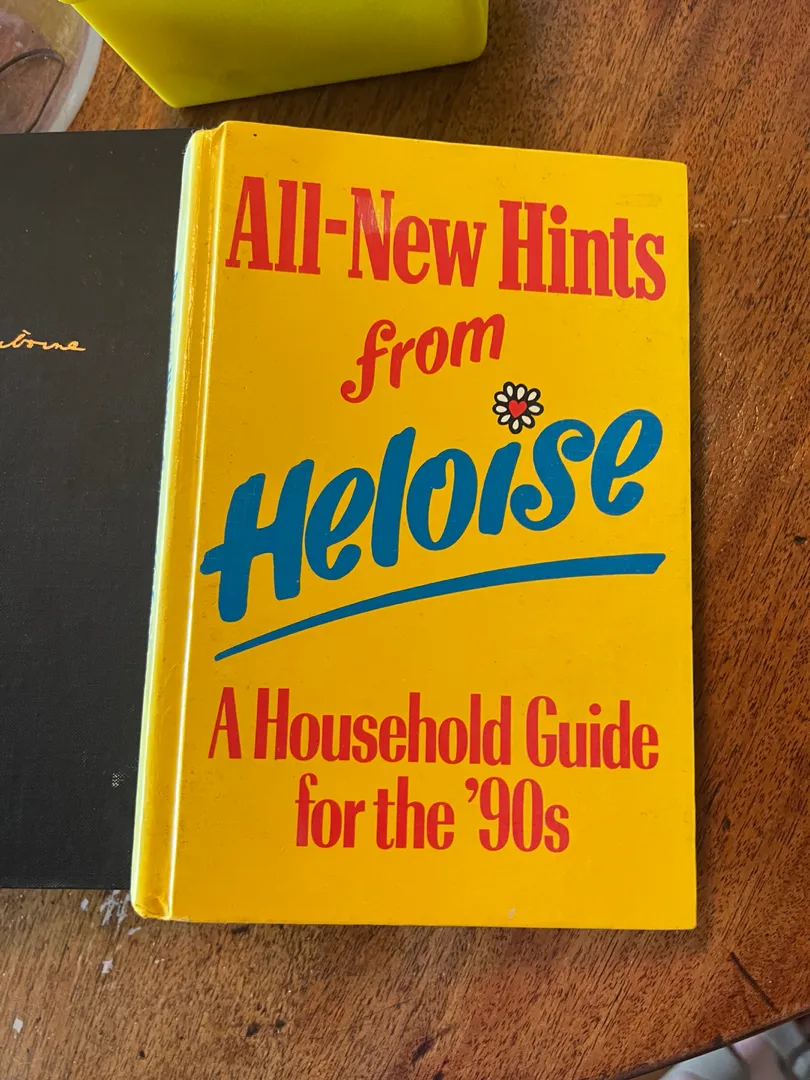 All-New Hints
from
Heloise
A Household Guide
for the '90s